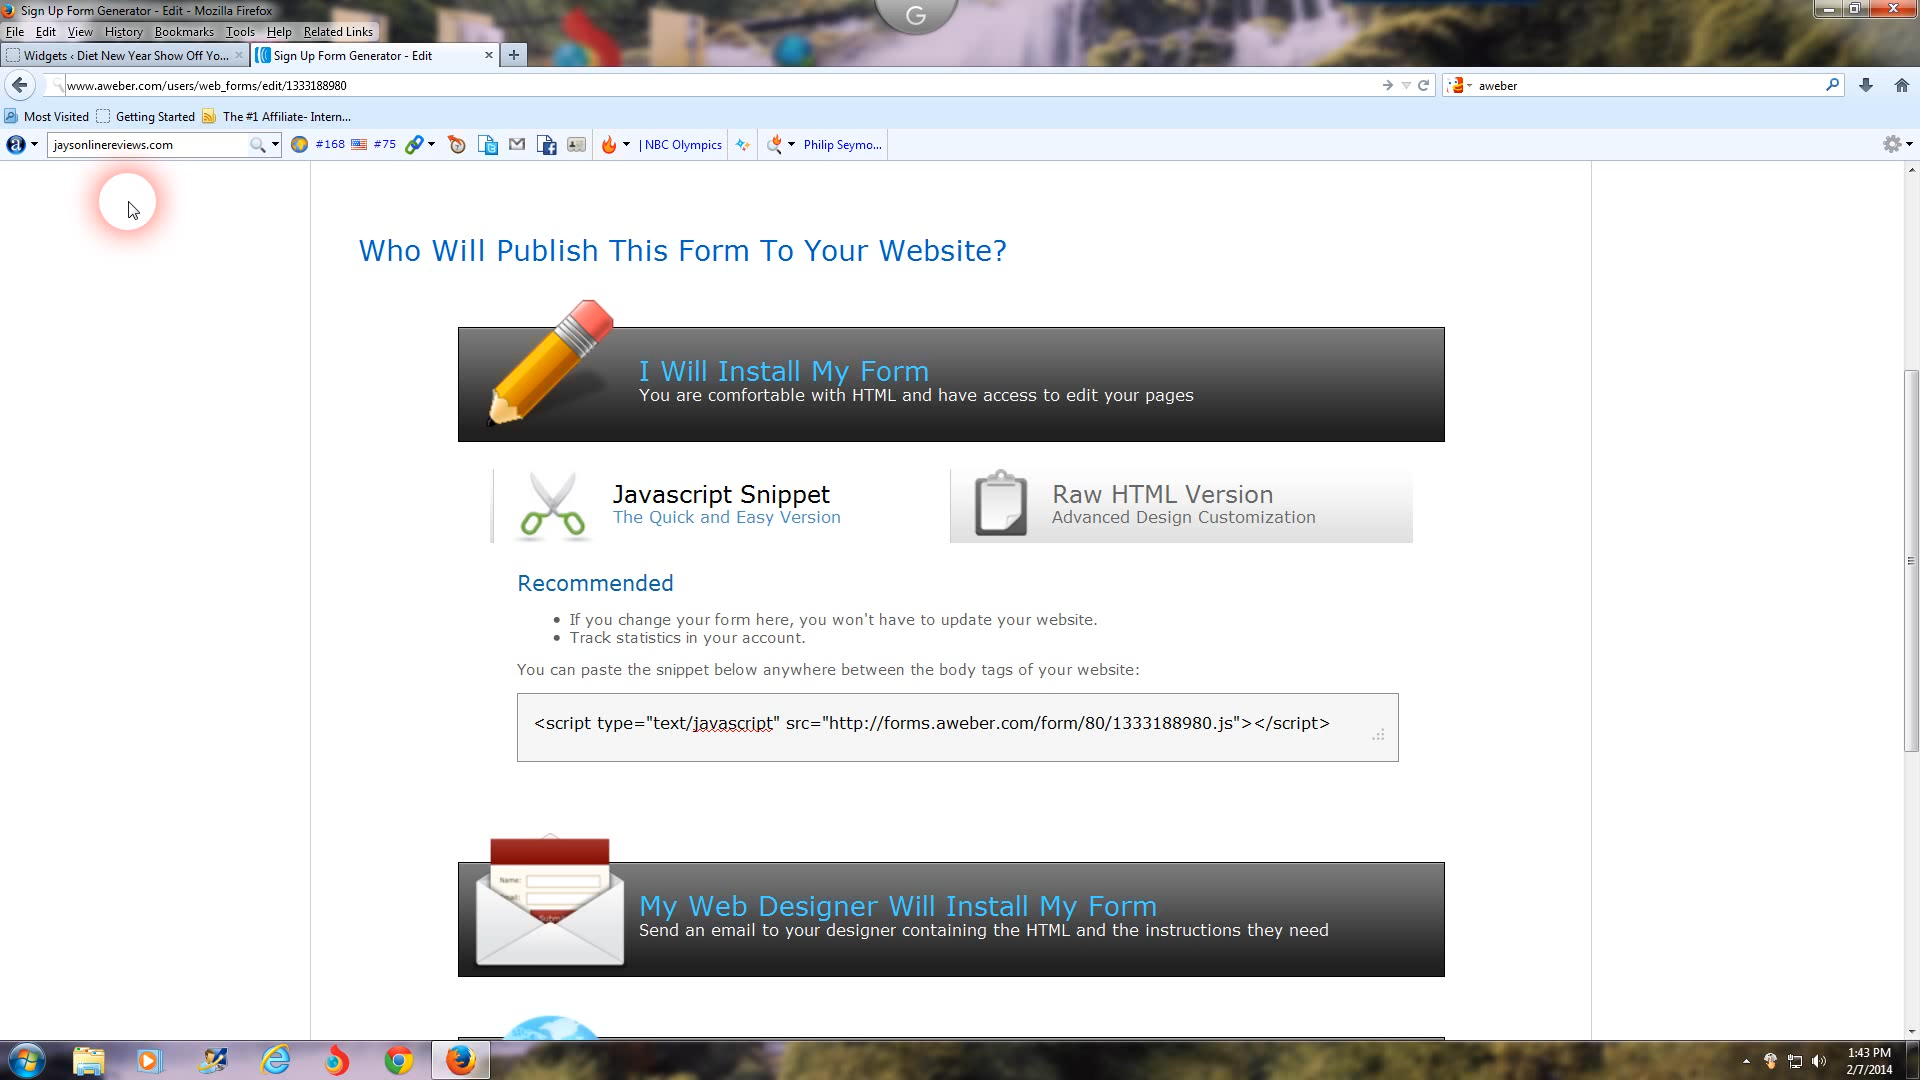 Sign Up Form Generator - Edit - Mozilla Firefox
G
File Edit View History Bookmarks Tools Help Related Links
Widgets ‹ Diet New Year Show Off Yo... Sign Up Form Generator - Edit
www.aweber.com/users/web_forms/edit/1333188980 aweber
Most Visited Getting Started The #1 Affiliate- Intern...
a jaysonlinereviews.com #168 #75 | NBC Olympics Philip Seymo...
Who Will Publish This Form To Your Website?
I Will Install My Form
You are comfortable with HTML and have access to edit your pages
Javascript Snippet Raw HTML Version
The Quick and Easy Version Advanced Design Customization
Recommended
• If you change your form here, you won't have to update your website.
• Track statistics in your account.
You can paste the snippet below anywhere between the body tags of your website:
<script type="text/javascript" src="http://forms.aweber.com/form/80/1333188980.js"></script>
Name:
My Web Designer Will Install My Form
Send an email to your designer containing the HTML and the instructions they need
1:43 PM
2/7/2014